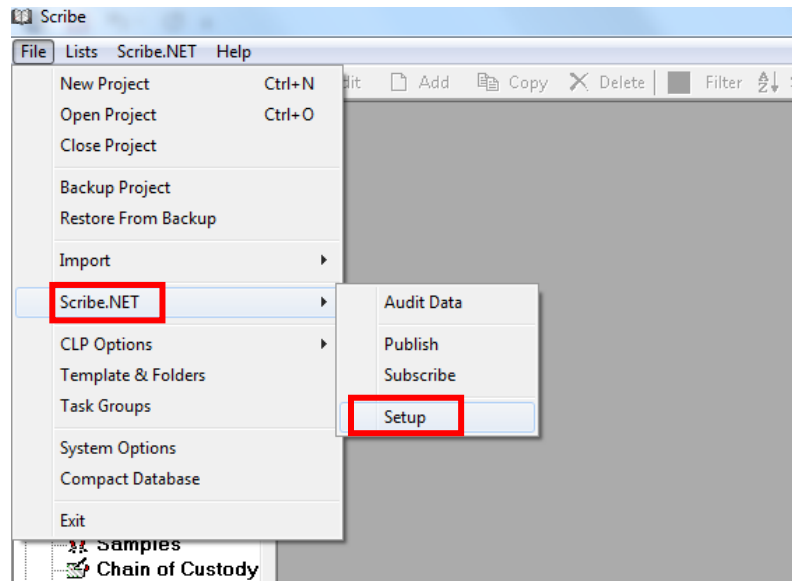 Scribe
File Lists Scribe.NET Help
Add Copy Delete Filter
New Project Ctrl+N
Open Project Ctrl+O
Close Project
Backup Project
Restore From Backup
Import
Scribe.NET
CLP Options
Template & Folders
Task Groups
System Options
Compact Database
Exit
Audit Data
Publish
Subscribe
Setup
Samples
Chain of Custody